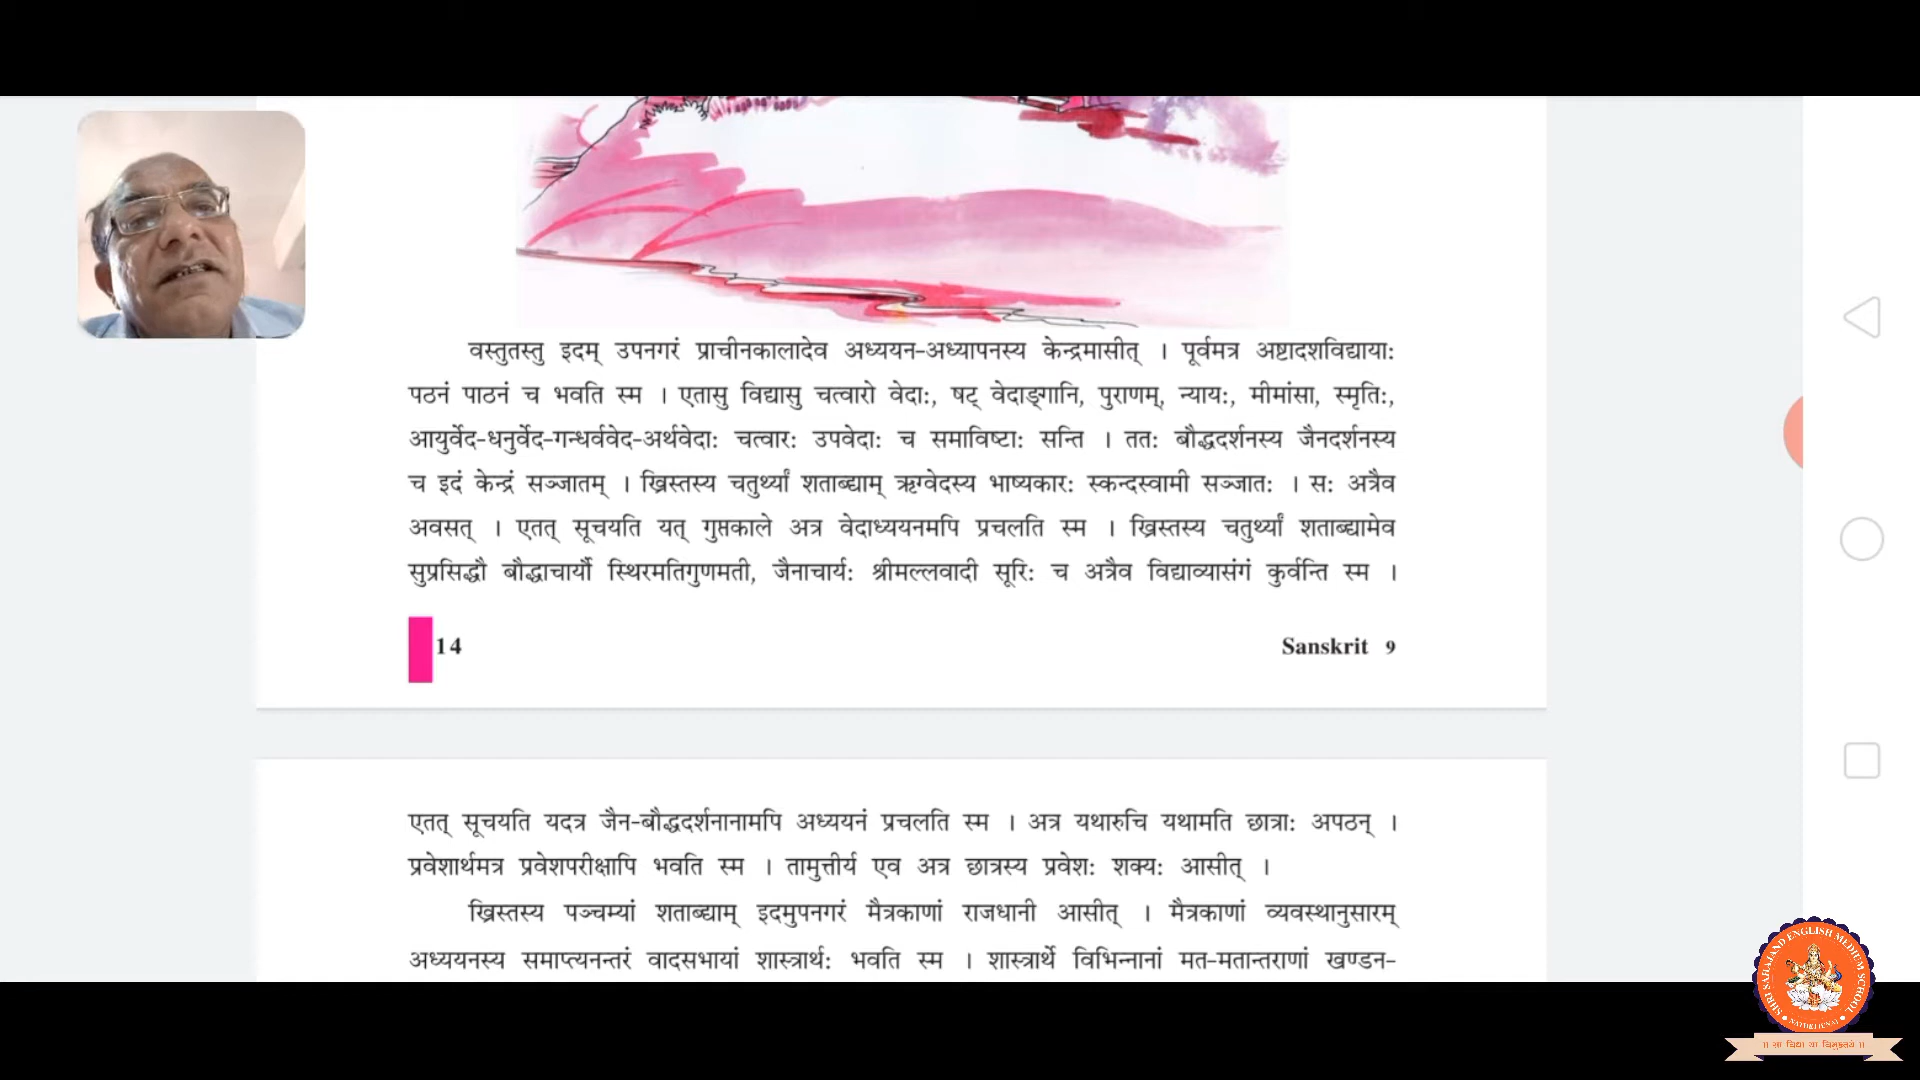 वस्तुतस्तु इदम् उपनगरं प्राचीनकालादेव अध्ययन-अध्यापनस्य केन्द्रमासीत् । पूर्वमत्र अष्टादशविद्यायाः
पठनं पाठनं च भवति स्म । एतासु विद्यासु चत्वारो वेदाः, षट् वेदाङ्गानि, पुराणम्, न्यायः, मीमांसा, स्मृतिः,
आयुर्वेद-धनुर्वेद-गन्धर्ववेद-अर्थवेदाः चत्वारः उपवेदाः च समाविष्टाः सन्ति । ततः बौद्धदर्शनस्य जैनदर्शनस्य
च इदं केन्द्रं सञ्जातम् । ख्रिस्तस्य चतुर्थ्यां शताब्द्याम् ऋग्वेदस्य भाष्यकारः स्कन्दस्वामी सञ्जातः । सः अत्रैव
अवसत् । एतत् सूचयति यत् गुप्तकाले अत्र वेदाध्ययनमपि प्रचलति स्म । ख्रिस्तस्य चतुर्थ्यां शताब्द्यामेव
सुप्रसिद्धौ बौद्धाचार्यौ स्थिरमतिगुणमती, जैनाचार्यः श्रीमल्लवादी सूरिः च अत्रैव विद्याव्यासंगं कुर्वन्ति स्म ।
14
Sanskrit 9
एतत् सूचयति यदत्र जैन-बौद्धदर्शनानामपि अध्ययनं प्रचलति स्म । अत्र यथारुचि यथामति छात्राः अपठन् ।
प्रवेशार्थमत्र प्रवेशपरीक्षापि भवति स्म । तामुत्तीर्य एव अत्र छात्रस्य प्रवेशः शक्यः आसीत् ।
ख्रिस्तस्य पञ्चम्यां शताब्द्याम् इदमुपनगरं मैत्रकाणां राजधानी आसीत् । मैत्रकाणां व्यवस्थानुसारम्
अध्ययनस्य समाप्त्यनन्तरं वादसभायां शास्त्रार्थः भवति स्म । शास्त्रार्थे विभिन्नानां मत-मतान्तराणां खण्डन-
SHRI SARAJAND ENGLISH MEDIUM SCHOOL
॥ सा विद्या या विमुक्तये ॥